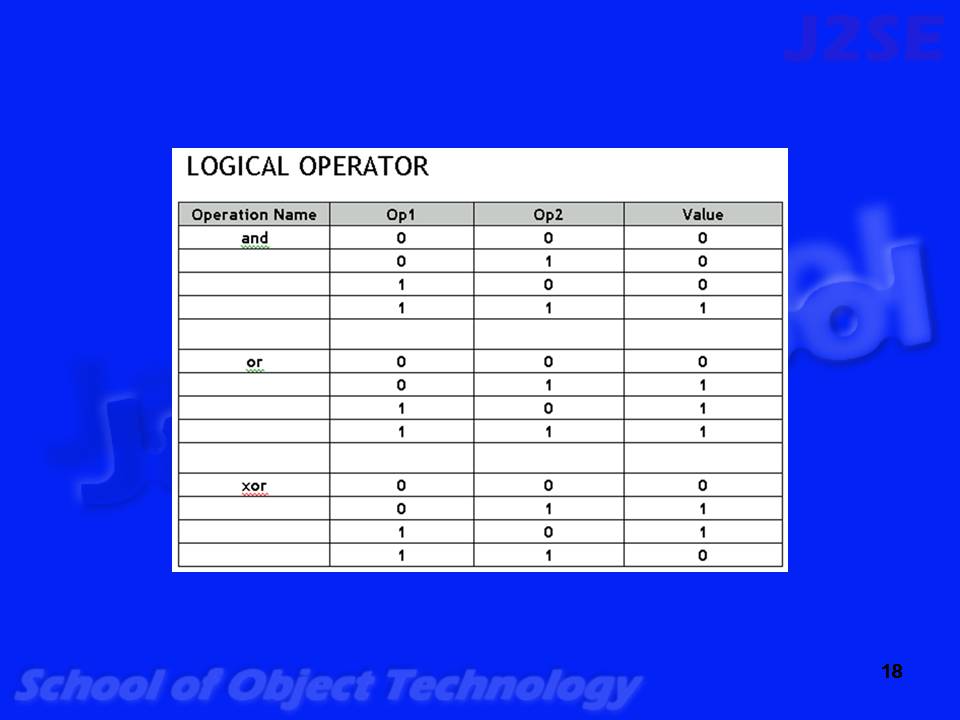 J2SE
LOGICAL OPERATOR
Operation Name Op1 Op2 Value
and 0 0 0
0 1 0
1 0 0
1 1 1
or 0 0 0
0 1 1
1 0 1
1 1 1
xor 0 0 0
0 1 1
1 0 1
1 1 0
18
School of Object Technology